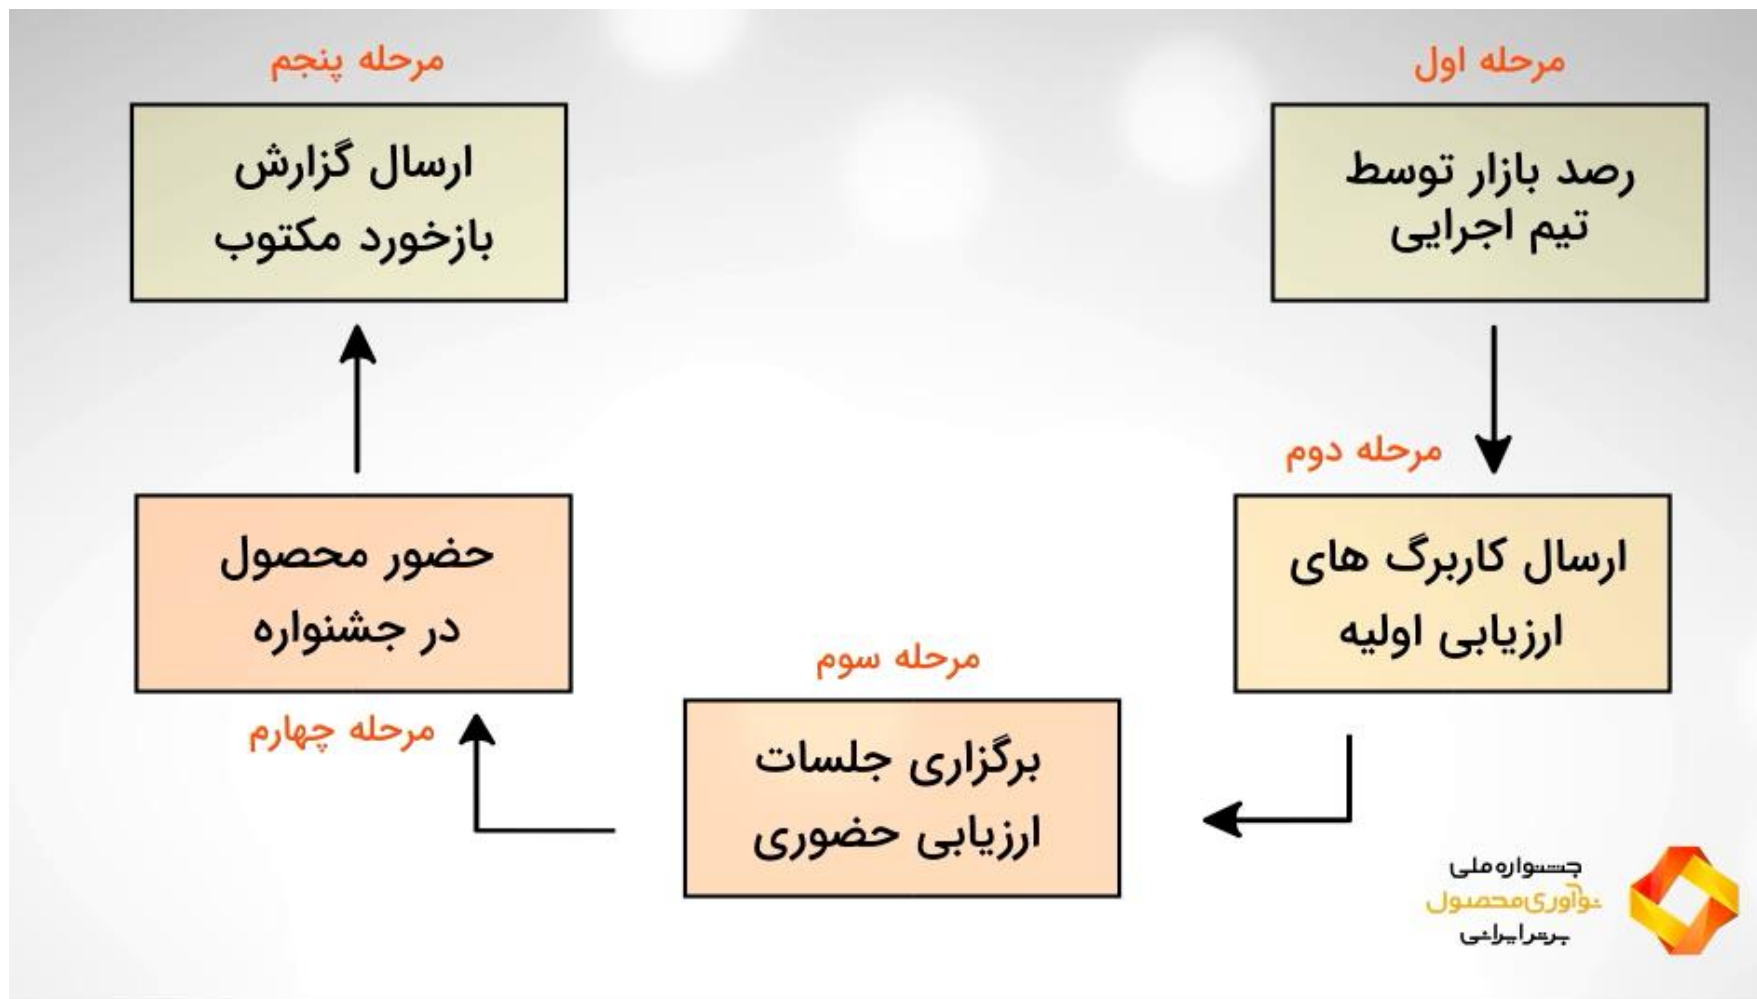 مرحله اول
رصد بازار توسط
تیم اجرایی
مرحله دوم
ارسال کاربرگ های
ارزیابی اولیه
مرحله سوم
برگزاری جلسات
ارزیابی حضوری
مرحله چهارم
حضور محصول
در جشنواره
مرحله پنجم
ارسال گزارش
بازخورد مکتوب
جشنواره ملی
نوآوری محصول
برتر ایرانی